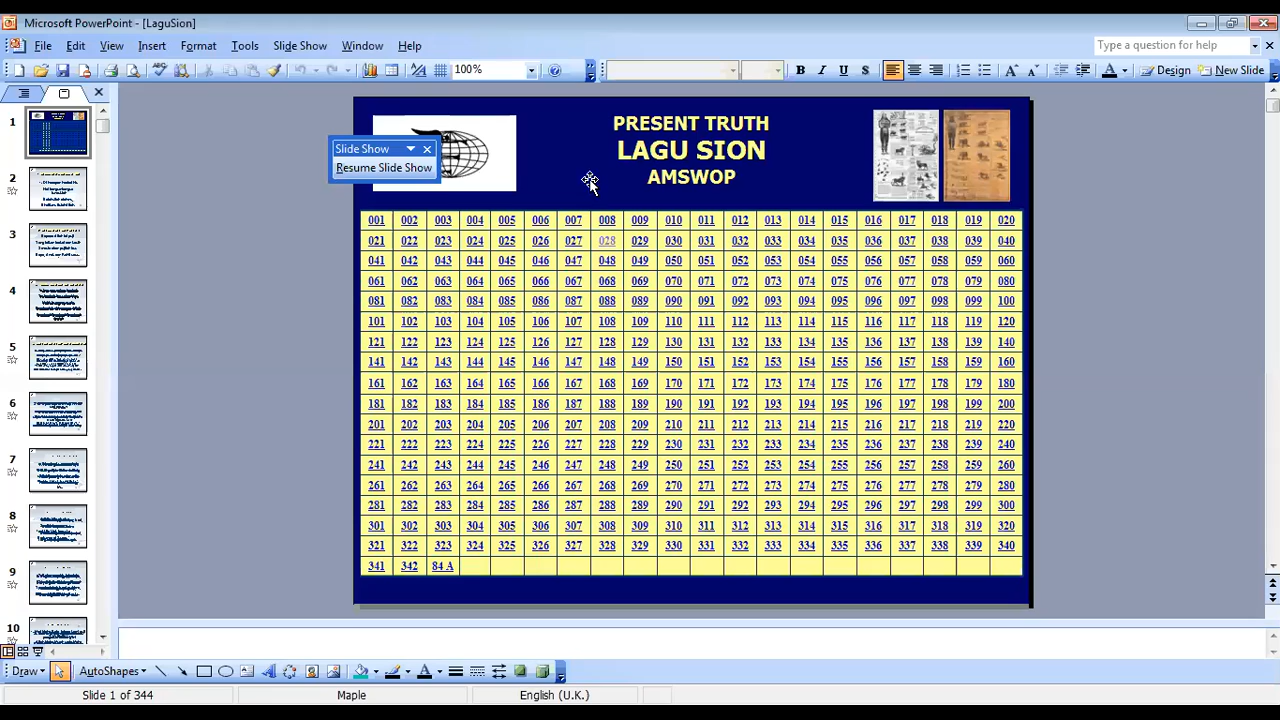 Microsoft PowerPoint - [LaguSion]
File Edit View Insert Format Tools Slide Show Window Help
Type a question for help
100%
B I U S
A
Design
New Slide
1
2
3
4
5
6
7
8
9
10
Slide Show
Resume Slide Show
PRESENT TRUTH
LAGU SION
AMSWOP
001 002 003 004 005 006 007 008 009 010 011 012 013 014 015 016 017 018 019 020
021 022 023 024 025 026 027 028 029 030 031 032 033 034 035 036 037 038 039 040
041 042 043 044 045 046 047 048 049 050 051 052 053 054 055 056 057 058 059 060
061 062 063 064 065 066 067 068 069 070 071 072 073 074 075 076 077 078 079 080
081 082 083 084 085 086 087 088 089 090 091 092 093 094 095 096 097 098 099 100
101 102 103 104 105 106 107 108 109 110 111 112 113 114 115 116 117 118 119 120
121 122 123 124 125 126 127 128 129 130 131 132 133 134 135 136 137 138 139 140
141 142 143 144 145 146 147 148 149 150 151 152 153 154 155 156 157 158 159 160
161 162 163 164 165 166 167 168 169 170 171 172 173 174 175 176 177 178 179 180
181 182 183 184 185 186 187 188 189 190 191 192 193 194 195 196 197 198 199 200
201 202 203 204 205 206 207 208 209 210 211 212 213 214 215 216 217 218 219 220
221 222 223 224 225 226 227 228 229 230 231 232 233 234 235 236 237 238 239 240
241 242 243 244 245 246 247 248 249 250 251 252 253 254 255 256 257 258 259 260
261 262 263 264 265 266 267 268 269 270 271 272 273 274 275 276 277 278 279 280
281 282 283 284 285 286 287 288 289 290 291 292 293 294 295 296 297 298 299 300
301 302 303 304 305 306 307 308 309 310 311 312 313 314 315 316 317 318 319 320
321 322 323 324 325 326 327 328 329 330 331 332 333 334 335 336 337 338 339 340
341 342 84 A
Draw AutoShapes
Slide 1 of 344 Maple English (U.K.)